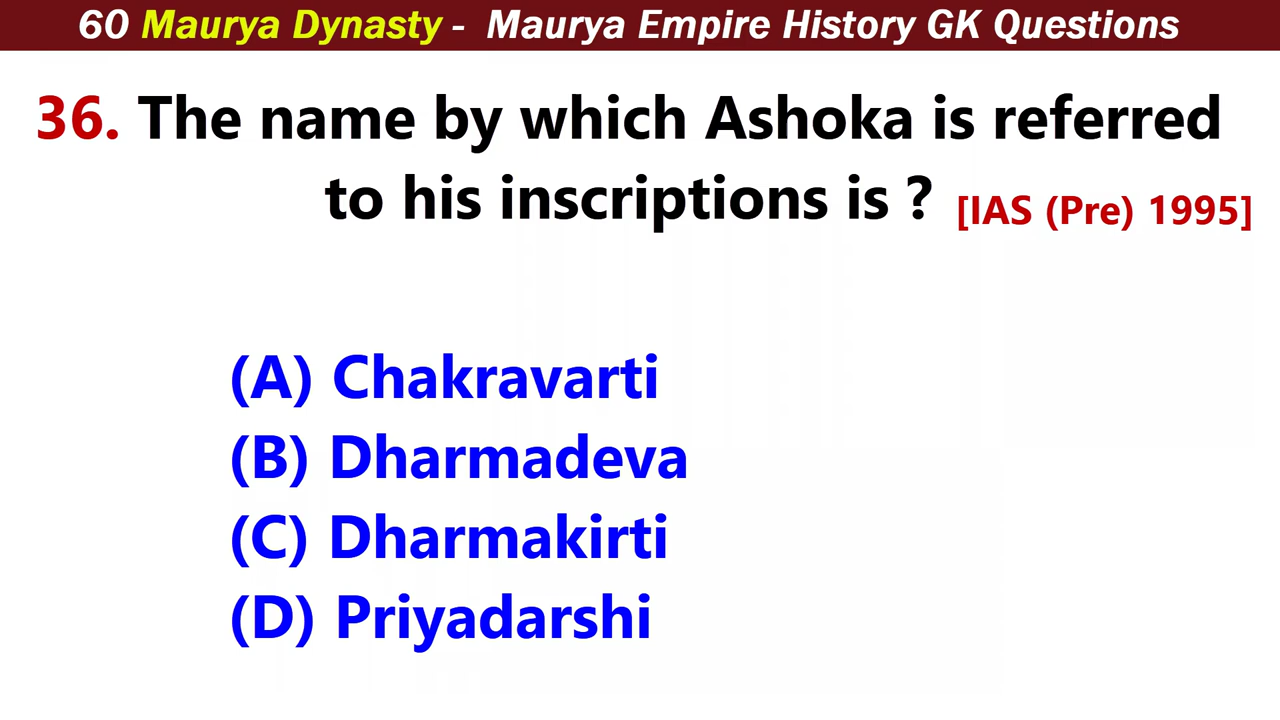 60 Maurya Dynasty - Maurya Empire History GK Questions
36. The name by which Ashoka is referred
to his inscriptions is ? [IAS (Pre) 1995]
(A) Chakravarti
(B) Dharmadeva
(C) Dharmakirti
(D) Priyadarshi